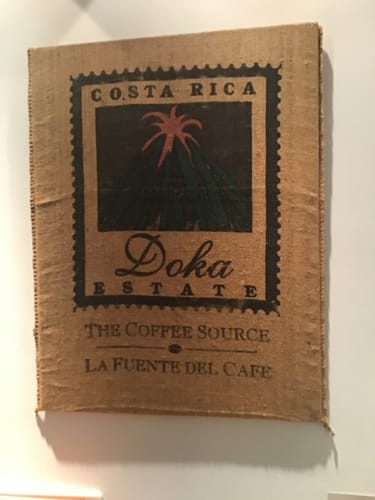 COSTA RICA
Doka
ESTATE
THE COFFEE SOURCE
LA FUENTE DEL CAFE